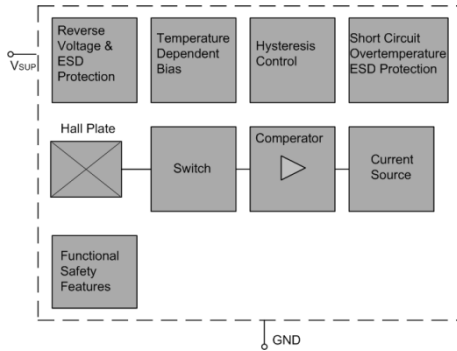 Reverse
Voltage &
ESD
Protection
Temperature
Dependent
Bias
Hysteresis
Control
Short Circuit
Overtemperature
ESD Protection
VSUP
Hall Plate
Switch
Comperator
Current
Source
Functional
Safety
Features
GND